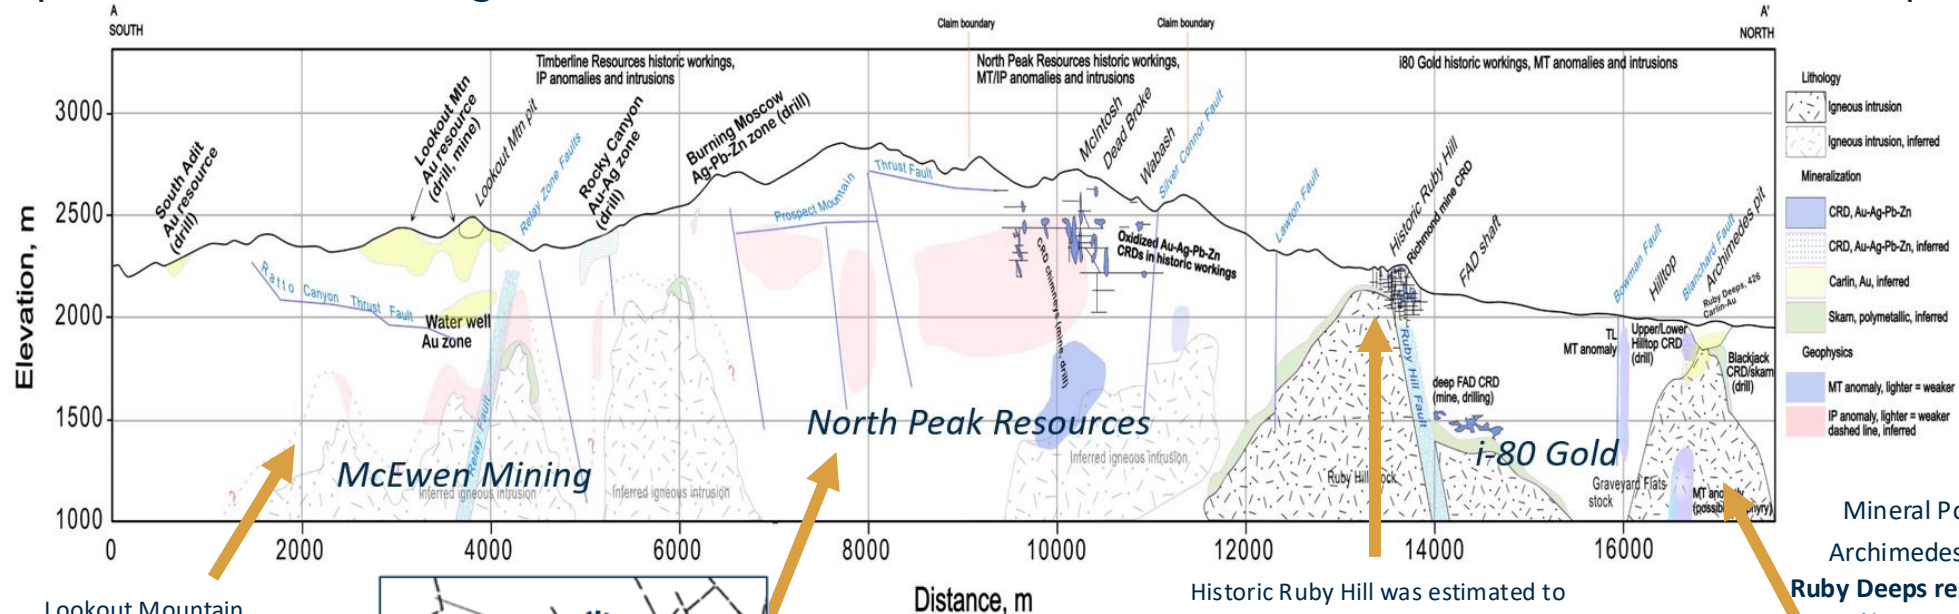 A
SOUTH
Claim boundary
Claim boundary
A'
NORTH
Timberline Resources historic workings,
IP anomalies and intrusions
North Peak Resources historic workings,
MT/IP anomalies and intrusions
i80 Gold historic workings, MT anomalies and intrusions
Elevation, m
3000
2500
2000
1500
1000
South Adit
Au resource
(drill)
Lookout Mtn
Au resource
(drill, mine)
Lookout Mtn pit
Relay Zone Faults
Rocky Canyon
Au-Ag zone
(drill)
Burning Moscow
Ag-Pb-Zn zone (drill)
Prospect Mountain
Thrust Fault
McIntosh
Dead Broke
Wabash
Silver Connor Fault
Lawton Fault
Historic Ruby Hill
Richmond mine CRD
FAD shaft
Bowman Fault
Hilltop
Blanchard Fault
Archimedes pit
Ruby Deeps, 426
Carlin-Au
Ratto Canyon Thrust Fault
Water well
Au zone
CRD chimneys (mine, drill)
Oxidized Au-Ag-Pb-Zn
CRDs in historic workings
TL
MT anomaly
Upper/Lower
Hilltop CRD
(drill)
Blackjack
CRD/skarn
(drill)
Ruby Hill Fault
deep FAD CRD
(mine, drilling)
Relay Fault
?
?
?
North Peak Resources
McEwen Mining
i-80 Gold
Inferred igneous intrusion
Inferred igneous intrusion
Inferred igneous intrusion
Ruby Hill
Graveyard Flats
stock
MT
(possible
0
2000
4000
6000
8000
10000
12000
14000
16000
Distance, m
Lithology
Igneous intrusion
Igneous intrusion, inferred
Mineralization
CRD, Au-Ag-Pb-Zn
CRD, Au-Ag-Pb-Zn, inferred
Carlin, Au, inferred
Skarn, polymetallic, inferred
Geophysics
MT anomaly, lighter = weaker
IP anomaly, lighter = weaker
dashed line, inferred
Lookout Mountain
Historic Ruby Hill was estimated to
Mineral
Archimedes
Ruby Deeps